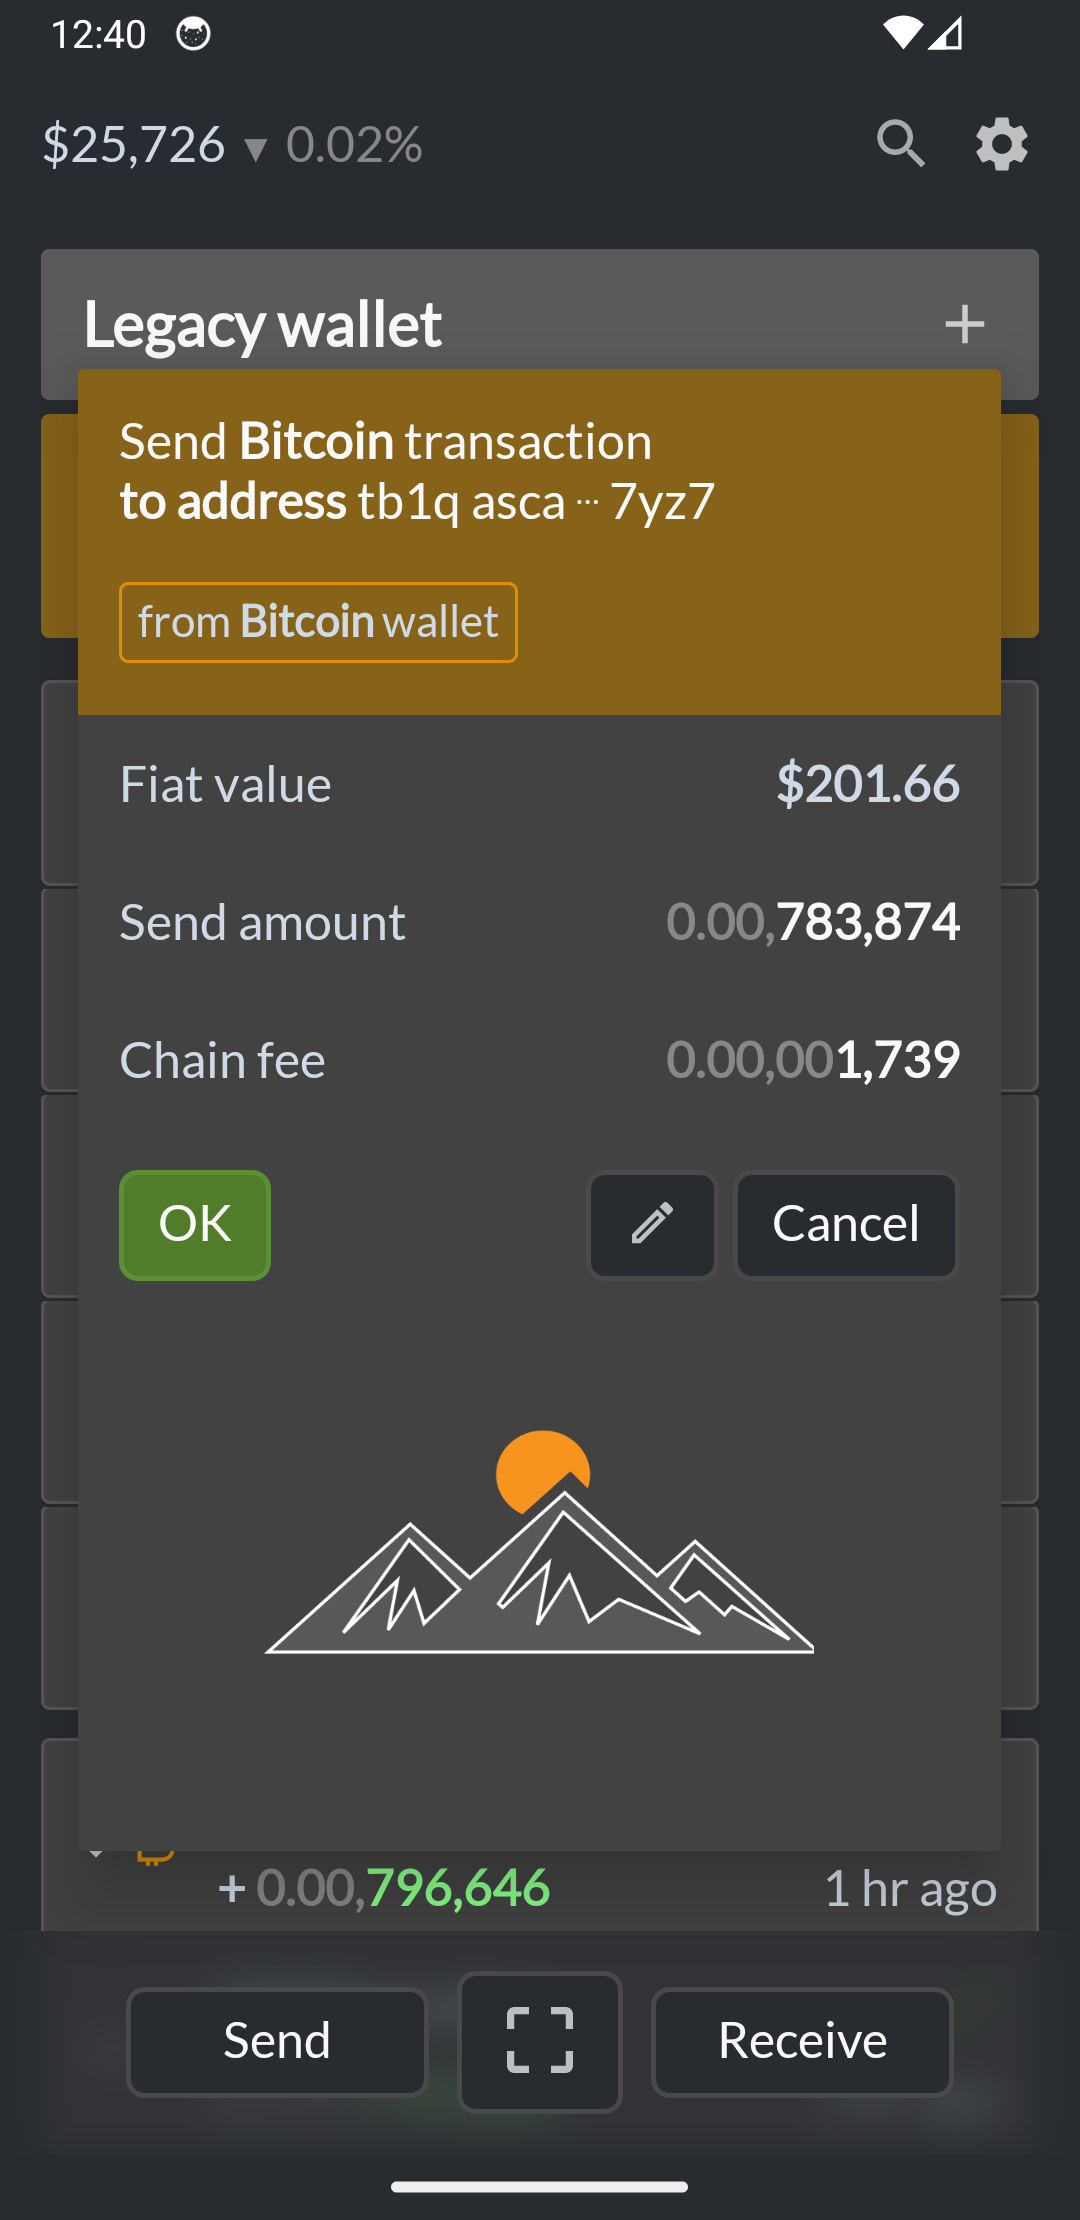 12:40
$25,726 ▼ 0.02%
Legacy wallet
Send Bitcoin transaction
to address tb1q asca ··· 7yz7
from Bitcoin wallet
Fiat value $201.66
Send amount 0.00,783,874
Chain fee 0.00,001,739
OK Cancel
+ 0.00,796,646 1 hr ago
Send Receive